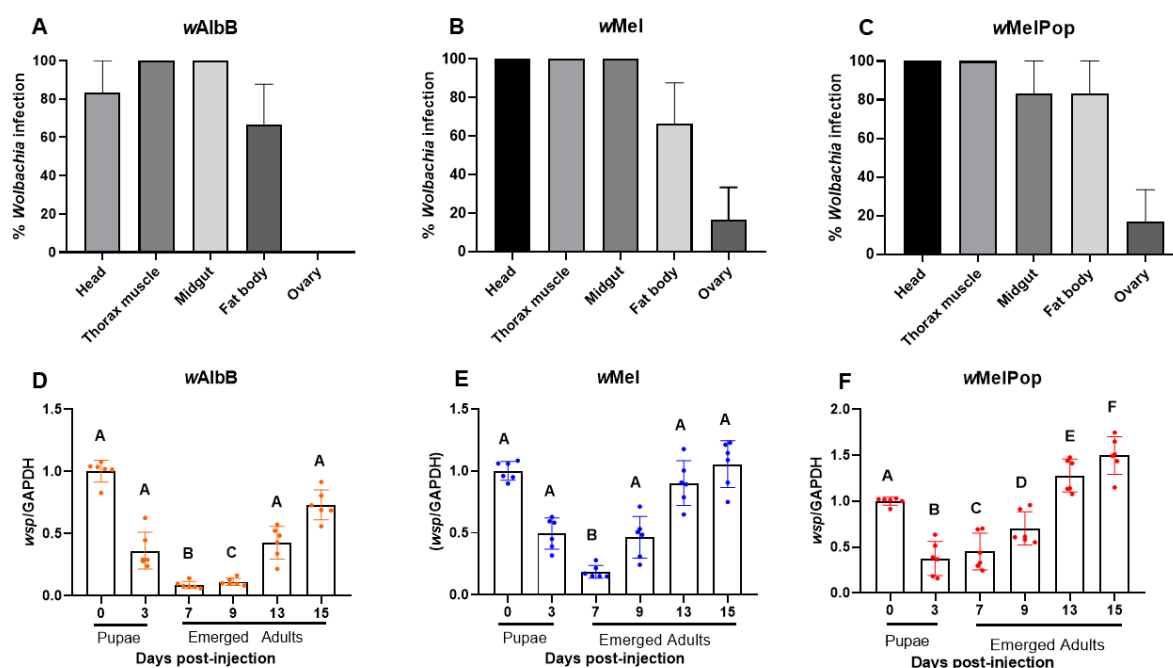 A
wAlbB
% Wolbachia infection
100
80
60
40
20
0
Head
Thorax muscle
Midgut
Fat body
Ovary
B
wMel
% Wolbachia infection
100
80
60
40
20
0
Head
Thorax muscle
Midgut
Fat body
Ovary
C
wMelPop
% Wolbachia infection
100
80
60
40
20
0
Head
Thorax muscle
Midgut
Fat body
Ovary
D
wAlbB
wsp/GAPDH
1.5
1.0
0.5
0.0
A
A
B
C
A
A
0 3 7 9 13 15
Pupae Emerged Adults
Days post-injection
E
wMel
(wsp/GAPDH)
1.5
1.0
0.5
0.0
A
A
B
A
A
A
0 3 7 9 13 15
Pupae Emerged Adults
Days post-injection
F
wMelPop
wsp/GAPDH
2.0
1.5
1.0
0.5
0.0
A
B
C
D
E
F
0 3 7 9 13 15
Pupae Emerged Adults
Days post-injection